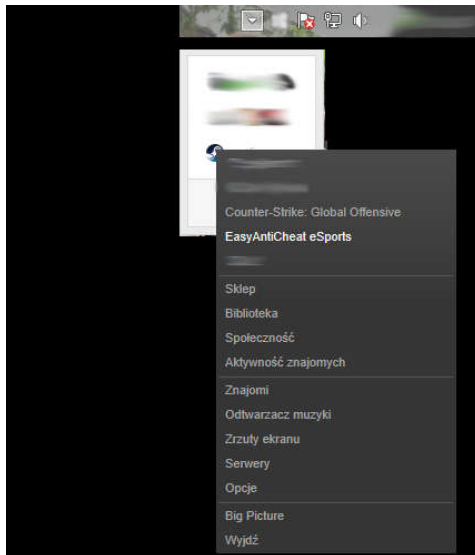 Counter-Strike: Global Offensive
EasyAntiCheat eSports
Sklep
Biblioteka
Społeczność
Aktywność znajomych
Znajomi
Odtwarzacz muzyki
Zrzuty ekranu
Serwery
Opcje
Big Picture
Wyjdź